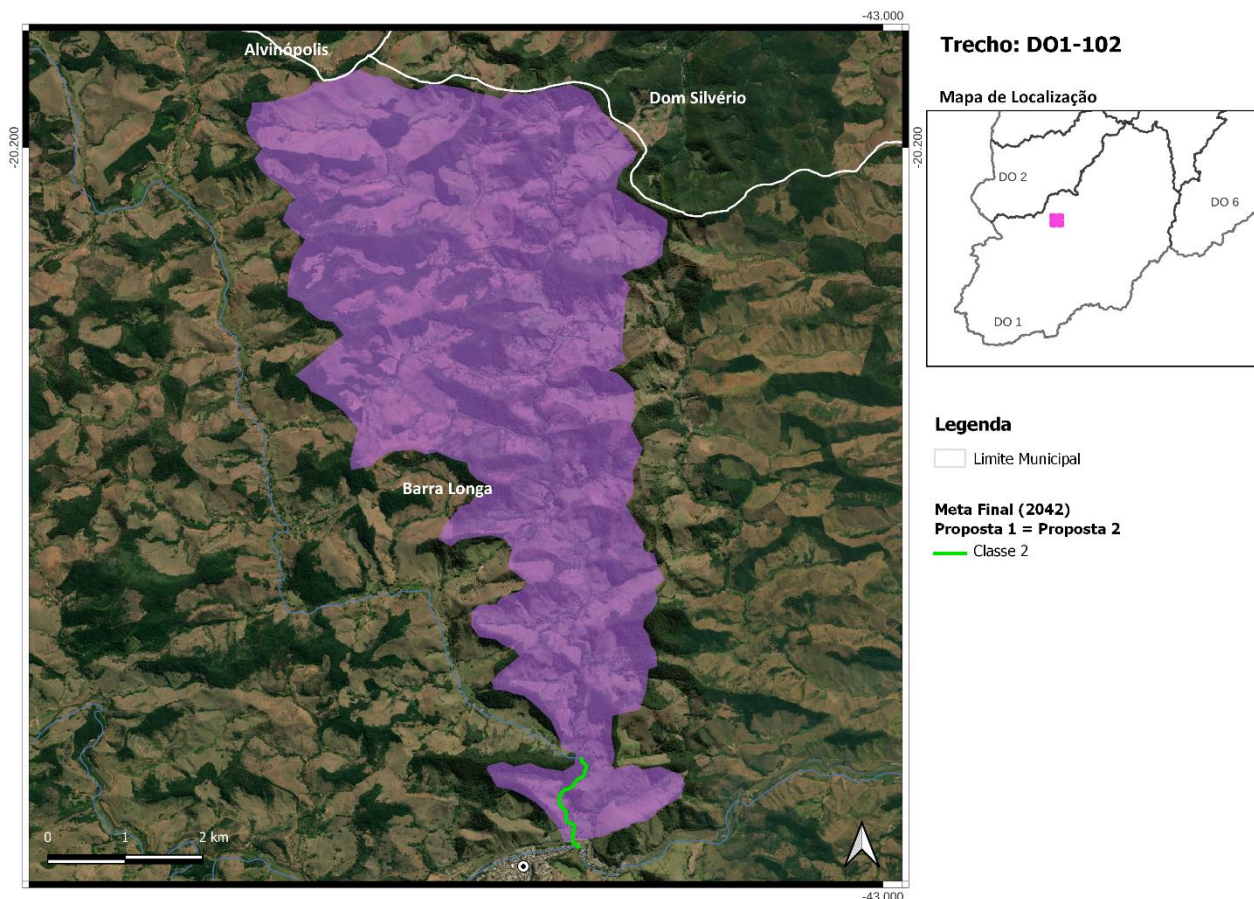 -43.000
Alvinópolis
Dom Silvério
-20.200
-20.200
Barra Longa
0 1 2 km
-43.000
Trecho: DO1-102
Mapa de Localização
DO 2
DO 6
DO 1
Legenda
Limite Municipal
Meta Final (2042)
Proposta 1 = Proposta 2
Classe 2